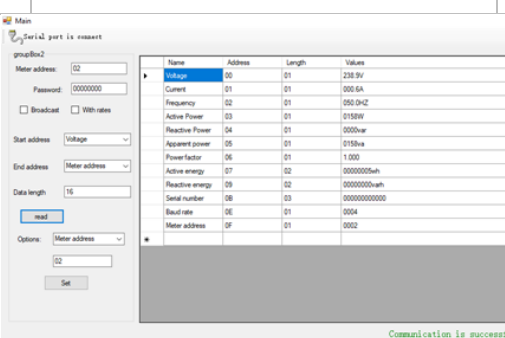 Main
Serial port is connect
groupBox2
Meter address: 02
Password: 00000000
Broadcast With rates
Start address Voltage
End address Meter address
Data length 16
read
Options: Meter address
02
Set
Name Address Length Values
Voltage 00 01 238.9V
Current 01 01 000.6A
Frequency 02 01 050.0HZ
Active Power 03 01 0158W
Reactive Power 04 01 0000var
Apparent power 05 01 0158va
Power factor 06 01 1.000
Active energy 07 02 00000005wh
Reactive energy 09 02 00000000varh
Serial number 0B 03 000000000000
Baud rate 0E 01 0004
Meter address 0F 01 0002
Communication is successf